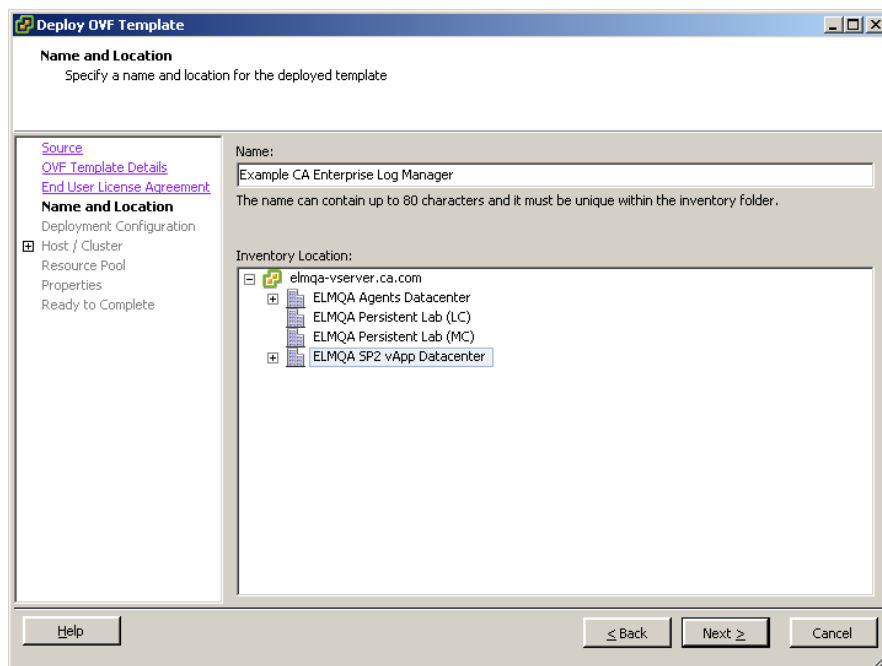 Deploy OVF Template
Name and Location
Specify a name and location for the deployed template
Source
OVF Template Details
End User License Agreement
Name and Location
Deployment Configuration
Host / Cluster
Resource Pool
Properties
Ready to Complete
Name:
Example CA Enterprise Log Manager
The name can contain up to 80 characters and it must be unique within the inventory folder.
Inventory Location:
elmqa-vserver.ca.com
ELMQA Agents Datacenter
ELMQA Persistent Lab (LC)
ELMQA Persistent Lab (MC)
ELMQA SP2 vApp Datacenter
Help
< Back
Next >
Cancel